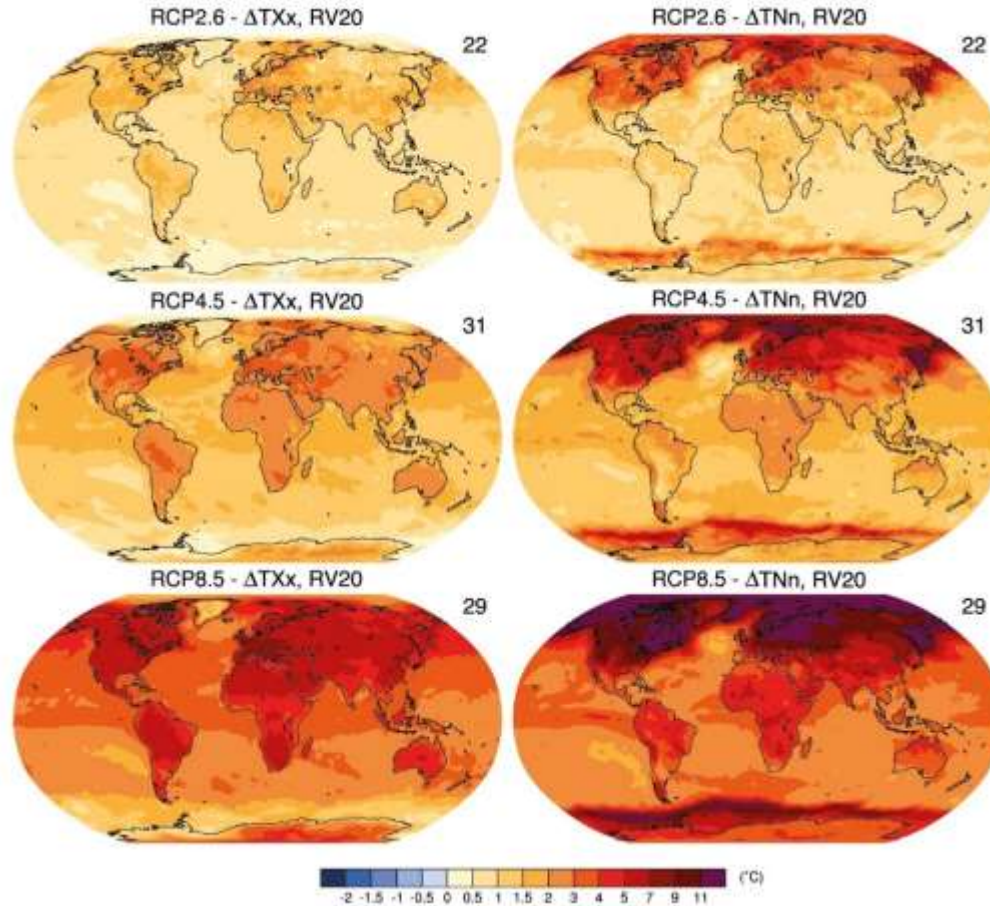 RCP2.6 - ΔTXx, RV20
22
RCP2.6 - ΔTNn, RV20
22
RCP4.5 - ΔTXx, RV20
31
RCP4.5 - ΔTNn, RV20
31
RCP8.5 - ΔTXx, RV20
29
RCP8.5 - ΔTNn, RV20
29
(°C)
-2 -1.5 -1 -0.5 0 0.5 1 1.5 2 3 4 5 7 9 11